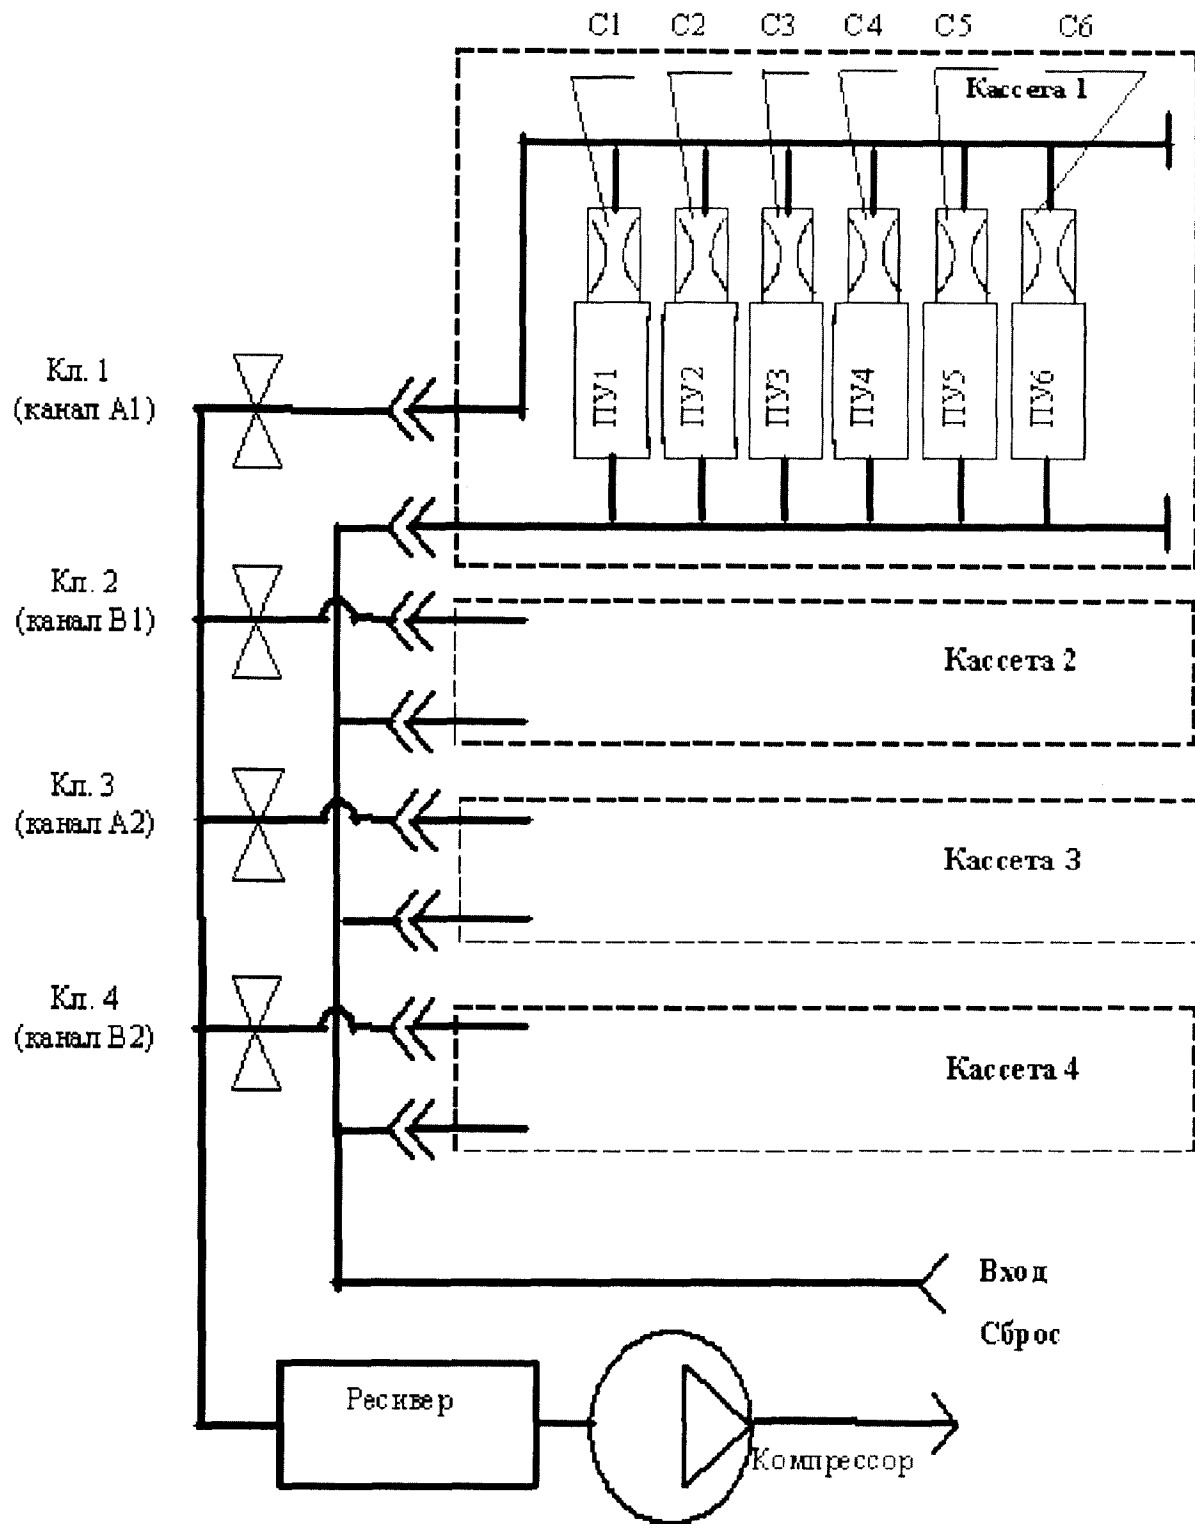 С1 С2 С3 С4 С5 С6
Кассета 1
ПУ1 ПУ2 ПУ3 ПУ4 ПУ5 ПУ6
Кл. 1
(канал А1)
Кл. 2
(канал В1)
Кассета 2
Кл. 3
(канал А2)
Кассета 3
Кл. 4
(канал В2)
Кассета 4
Вход
Сброс
Ресивер
Компрессор